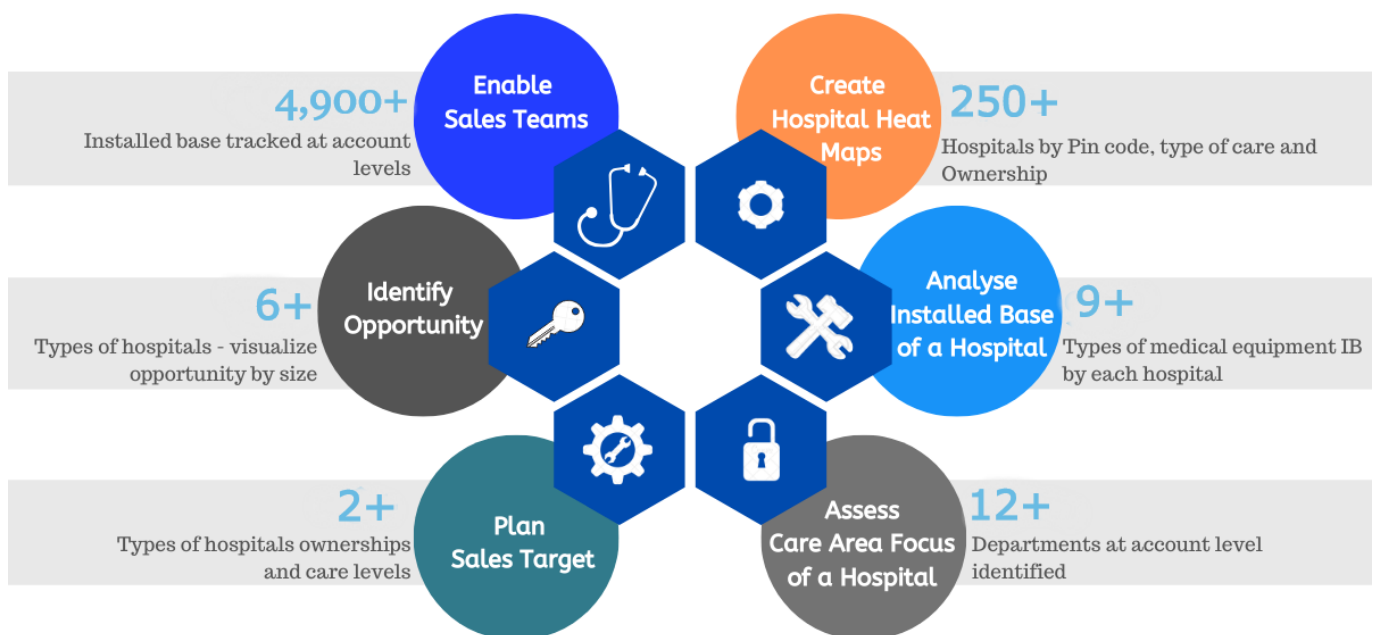 Enable
Sales Teams
4,900+
Installed base tracked at account
levels
Create
Hospital Heat
Maps
250+
Hospitals by Pin code, type of care and
Ownership
Identify
Opportunity
6+
Types of hospitals - visualize
opportunity by size
Analyse
Installed Base
of a Hospital
9+
Types of medical equipment IB
by each hospital
Plan
Sales Target
2+
Types of hospitals ownerships
and care levels
Assess
Care Area Focus
of a Hospital
12+
Departments at account level
identified